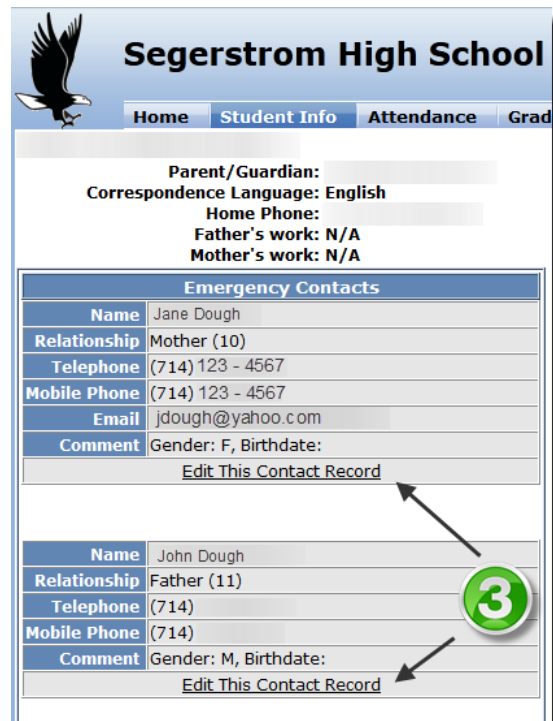 Segerstrom High School
Home Student Info Attendance Grad
Parent/Guardian:
Correspondence Language: English
Home Phone:
Father's work: N/A
Mother's work: N/A
Emergency Contacts
Name Jane Dough
Relationship Mother (10)
Telephone (714) 123 - 4567
Mobile Phone (714) 123 - 4567
Email jdough@yahoo.com
Comment Gender: F, Birthdate:
Edit This Contact Record
Name John Dough
Relationship Father (11)
3
Telephone (714)
Mobile Phone (714)
Comment Gender: M, Birthdate:
Edit This Contact Record